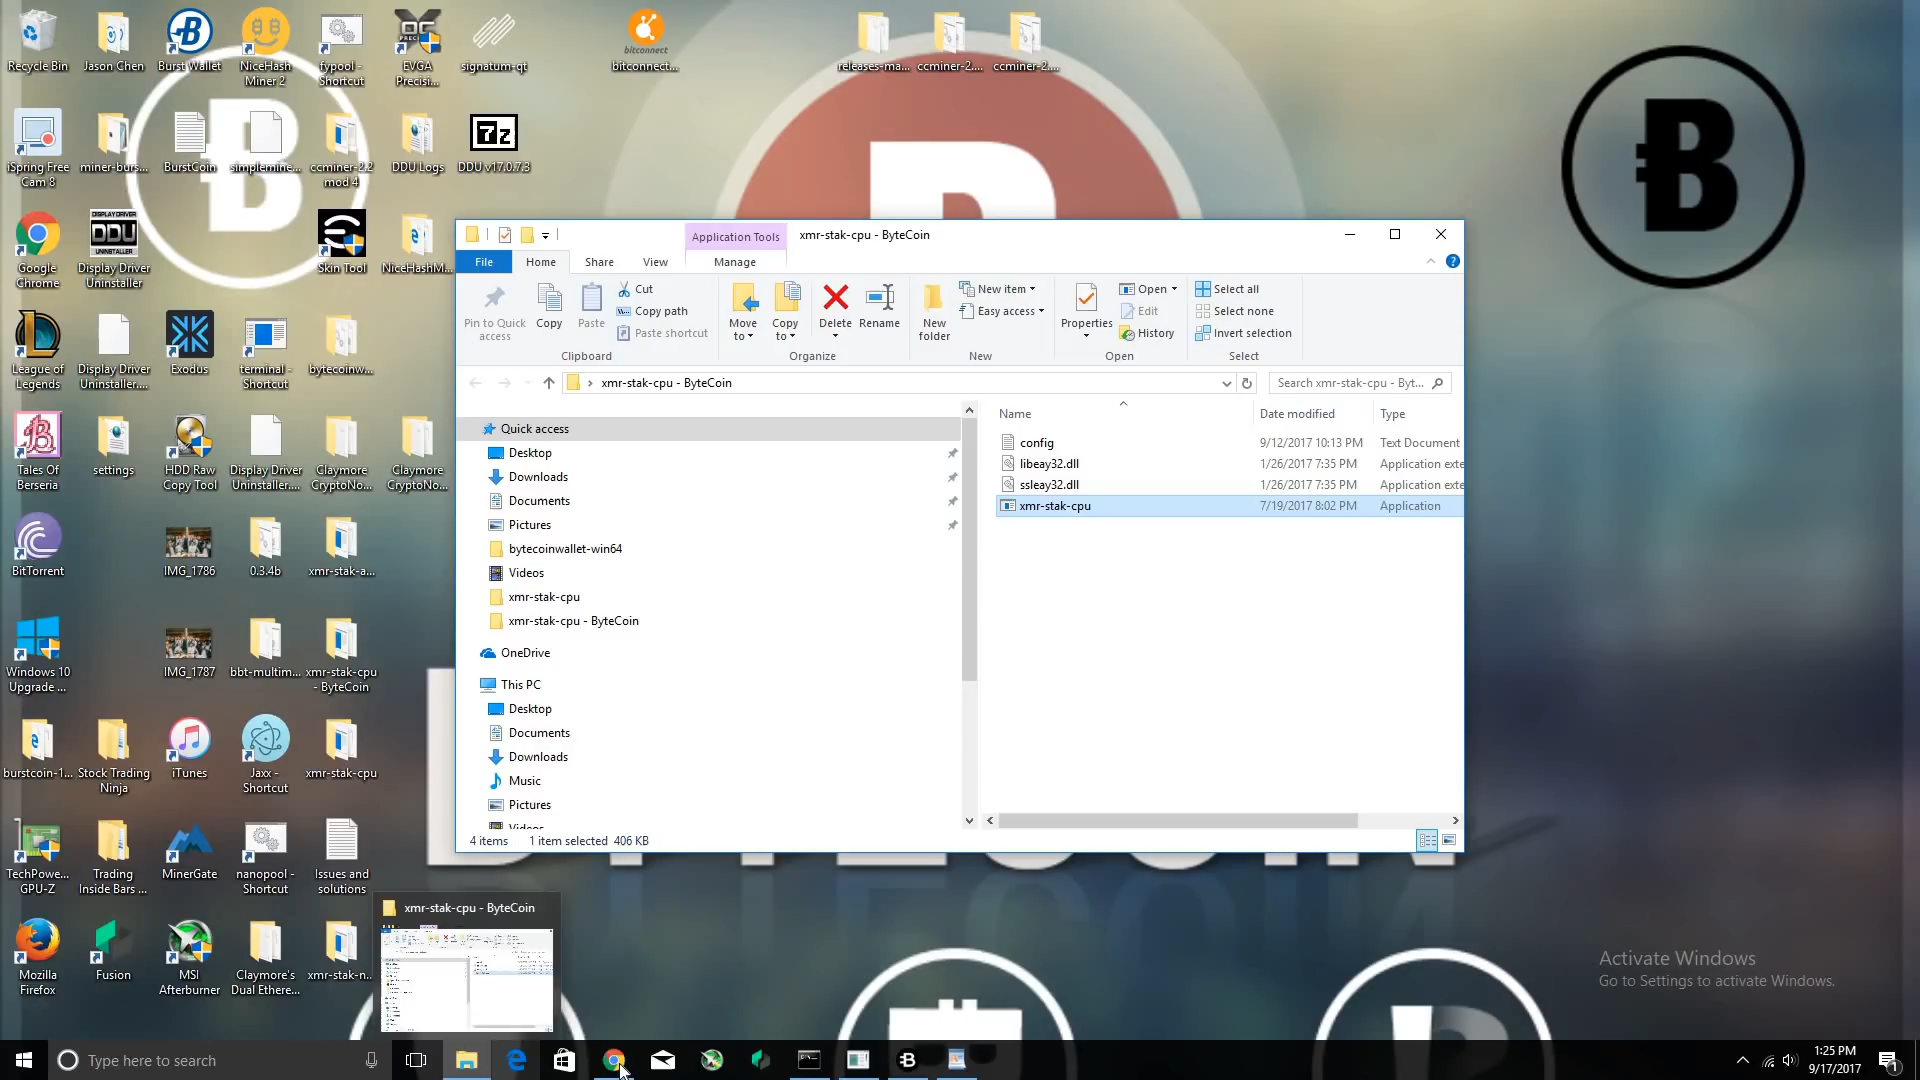 Recycle Bin
Jason Chen
Burst Wallet
NiceHash
Miner 2
fypool -
Shortcut
EVGA
Precisi...
signatum-qt
bitconnect
bitconnect...
releases-ma...
ccminer-2....
ccminer-2....
iSpring Free
Cam 8
miner-burs...
BurstCoin
simplemine...
ccminer-2.2
mod 4
DDU Logs
7z
DDU v17.0.7.3
Google
Chrome
DISPLAY DRIVER
DDU
UNINSTALLER
Display Driver
Uninstaller
Skin Tool
NiceHashM...
League of
Legends
Display Driver
Uninstaller....
Exodus
terminal -
Shortcut
bytecoinw...
Tales Of
Berseria
settings
HDD Raw
Copy Tool
Display Driver
Uninstaller....
Claymore
CryptoNo...
Claymore
CryptoNo...
BitTorrent
IMG_1786
0.3.4b
xmr-stak-a...
Windows 10
Upgrade ...
IMG_1787
bbt-multim...
xmr-stak-cpu
- ByteCoin
burstcoin-1...
Stock Trading
Ninja
iTunes
Jaxx -
Shortcut
xmr-stak-cpu
TechPowe...
GPU-Z
Trading
Inside Bars ...
MinerGate
nanopool -
Shortcut
Issues and
solutions
Mozilla
Firefox
Fusion
MSI
Afterburner
Claymore's
Dual Ethere...
xmr-stak-n...
Application Tools
xmr-stak-cpu - ByteCoin
File
Home
Share
View
Manage
Pin to Quick
access
Copy
Paste
Cut
Copy path
Paste shortcut
Clipboard
Move
to
Copy
to
Delete
Rename
Organize
New
folder
New item
Easy access
New
Properties
Open
Edit
History
Open
Select all
Select none
Invert selection
Select
xmr-stak-cpu - ByteCoin
Search xmr-stak-cpu - Byt...
Quick access
Desktop
Downloads
Documents
Pictures
bytecoinwallet-win64
Videos
xmr-stak-cpu
xmr-stak-cpu - ByteCoin
OneDrive
This PC
Desktop
Documents
Downloads
Music
Pictures
Videos
Name Date modified Type
config 9/12/2017 10:13 PM Text Document
libeay32.dll 1/26/2017 7:35 PM Application exte
ssleay32.dll 1/26/2017 7:35 PM Application exte
xmr-stak-cpu 7/19/2017 8:02 PM Application
4 items 1 item selected 406 KB
xmr-stak-cpu - ByteCoin
Activate Windows
Go to Settings to activate Windows.
Type here to search
1:25 PM
9/17/2017
1